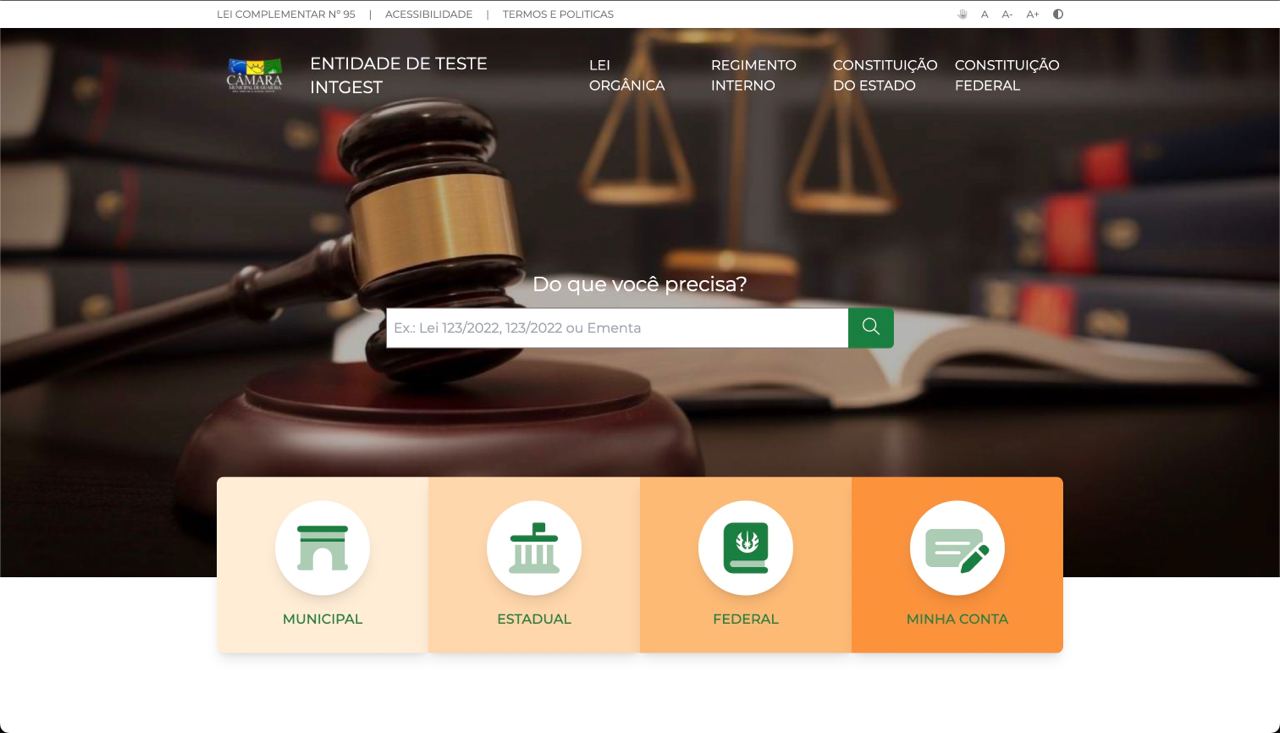 LEI COMPLEMENTAR Nº 95 | ACESSIBILIDADE | TERMOS E POLITICAS
A A- A+
CÂMARA
ENTIDADE DE TESTE
INTGEST
LEI
ORGÂNICA
REGIMENTO
INTERNO
CONSTITUIÇÃO
DO ESTADO
CONSTITUIÇÃO
FEDERAL
Do que você precisa?
Ex.: Lei 123/2022, 123/2022 ou Ementa
MUNICIPAL
ESTADUAL
FEDERAL
MINHA CONTA